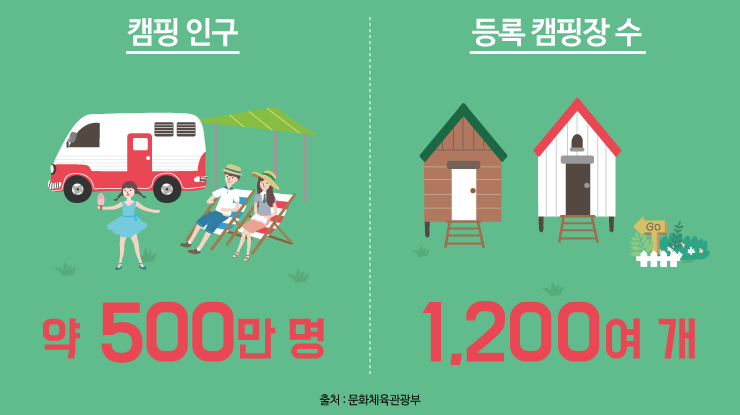 캠핑 인구
약 500만 명
등록 캠핑장 수
GO
1,200여 개
출처 : 문화체육관광부